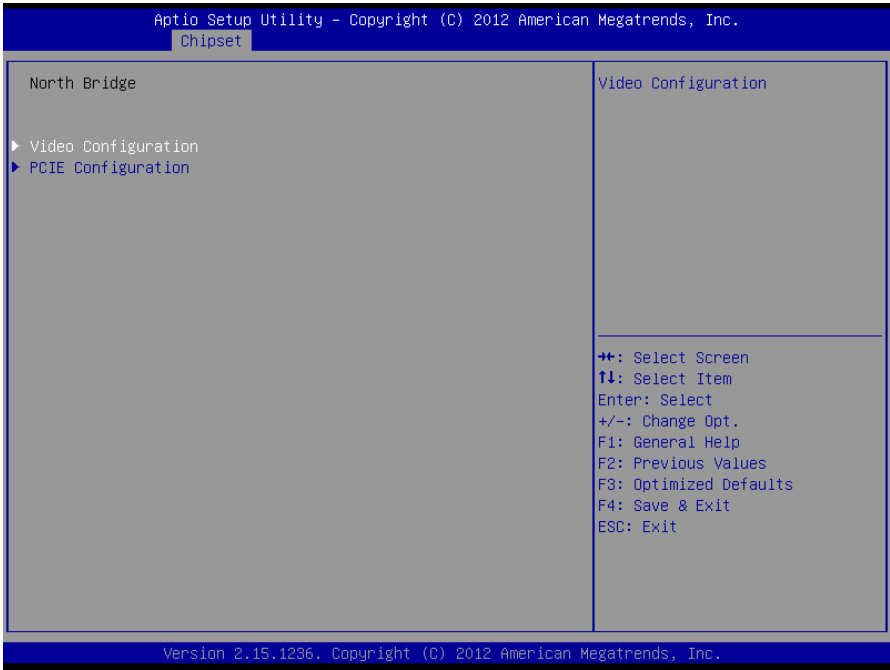 Aptio Setup Utility – Copyright (C) 2012 American Megatrends, Inc.
Chipset
North Bridge
▶ Video Configuration
▶ PCIE Configuration
Video Configuration
→←: Select Screen
↑↓: Select Item
Enter: Select
+/-: Change Opt.
F1: General Help
F2: Previous Values
F3: Optimized Defaults
F4: Save & Exit
ESC: Exit
Version 2.15.1236. Copyright (C) 2012 American Megatrends, Inc.